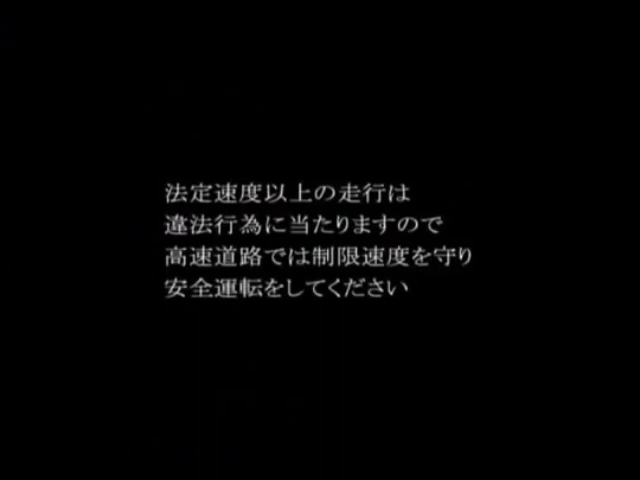 法定速度以上の走行は
違法行為に当たりますので
高速道路では制限速度を守り
安全運転をしてください